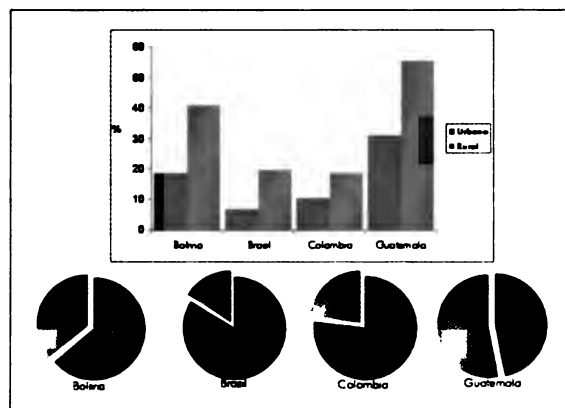 60
50
40
%
30
20
10
0
Urbano
Rural
Bolivia
Brasil
Colombia
Guatemala
Bolivia
Brasil
Colombia
Guatemala